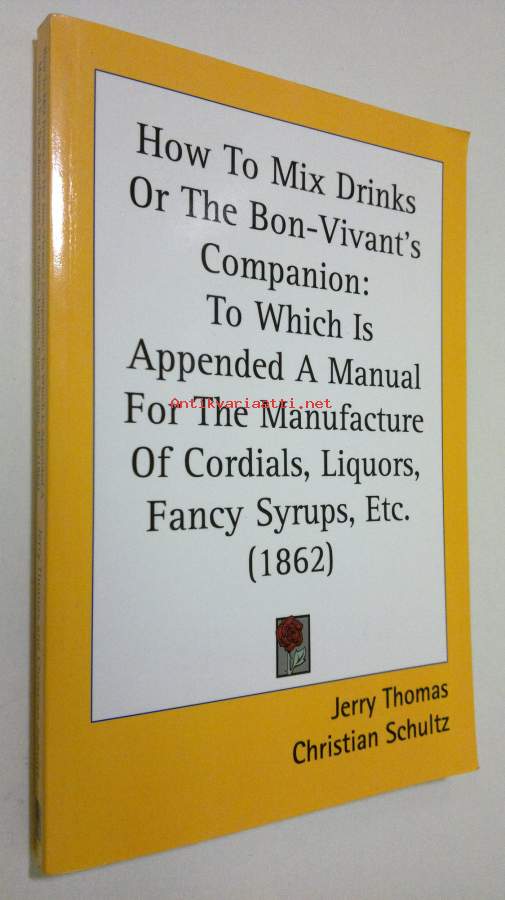 How To Mix Drinks
Or The Bon-Vivant's
Companion:
To Which Is
Appended A Manual
Antikvariaatti.net
For The Manufacture
Of Cordials, Liquors,
Fancy Syrups, Etc.
(1862)
Jerry Thomas
Christian Schultz